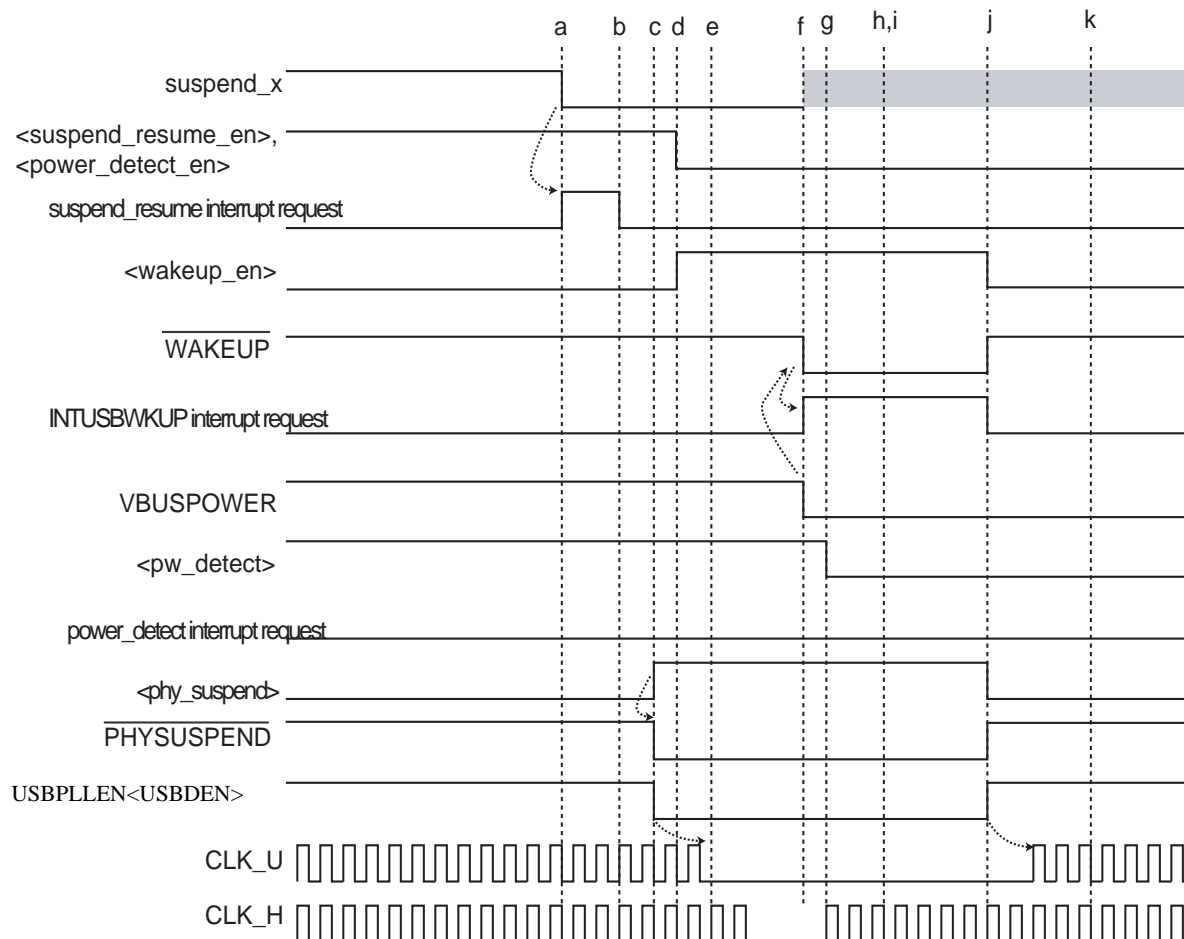 a b c d e f g h,i j k
suspend_x
<suspend_resume_en>,
<power_detect_en>
suspend_resume interrupt request
<wakeup_en>
WAKEUP
INTUSBWKUP interrupt request
VBUSPOWER
<pw_detect>
power_detect interrupt request
<phy_suspend>
PHYSUSPEND
USBPLLEN<USBDEN>
CLK_U
CLK_H